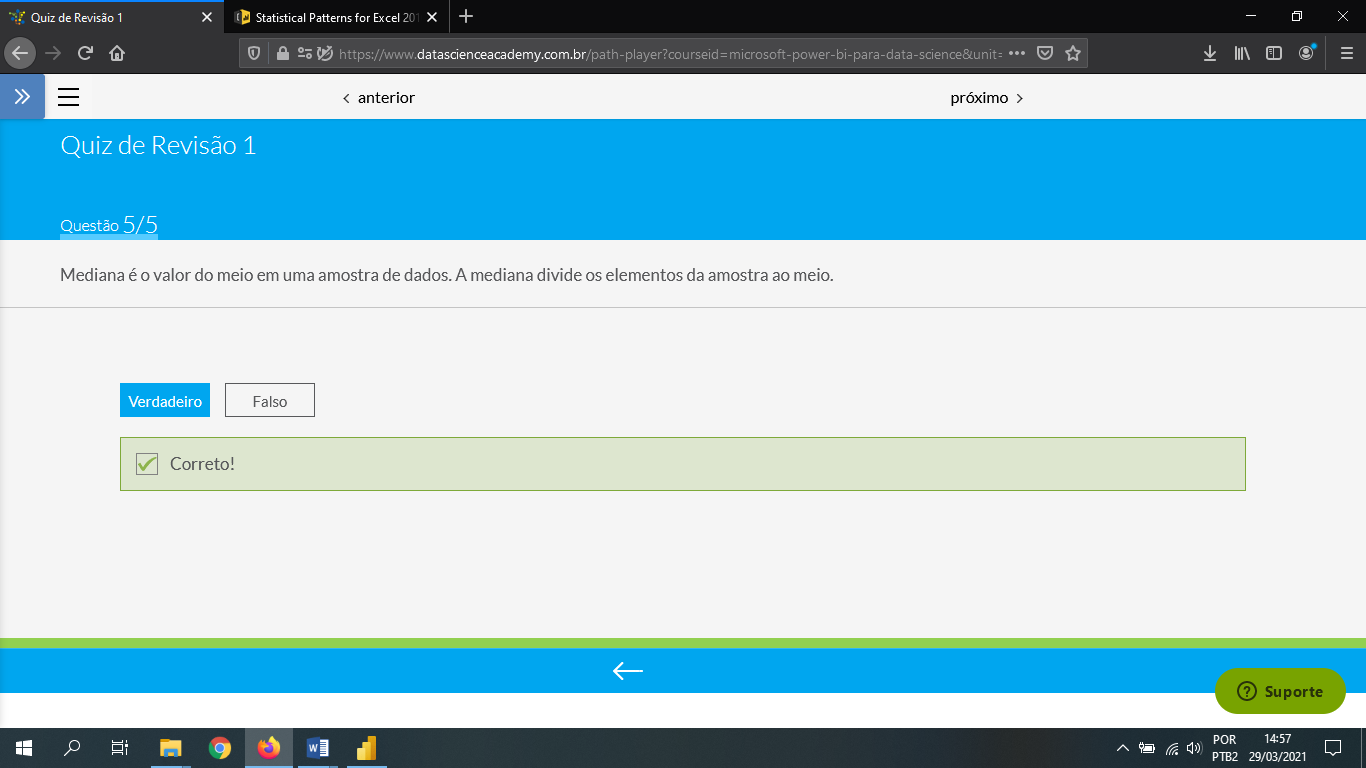 Quiz de Revisão 1
Statistical Patterns for Excel 201
https://www.datascienceacademy.com.br/path-player?courseid=microsoft-power-bi-para-data-science&unit=
anterior
próximo
Quiz de Revisão 1
Questão 5/5
Mediana é o valor do meio em uma amostra de dados. A mediana divide os elementos da amostra ao meio.
Verdadeiro
Falso
Correto!
Suporte
POR
PTB2
14:57
29/03/2021